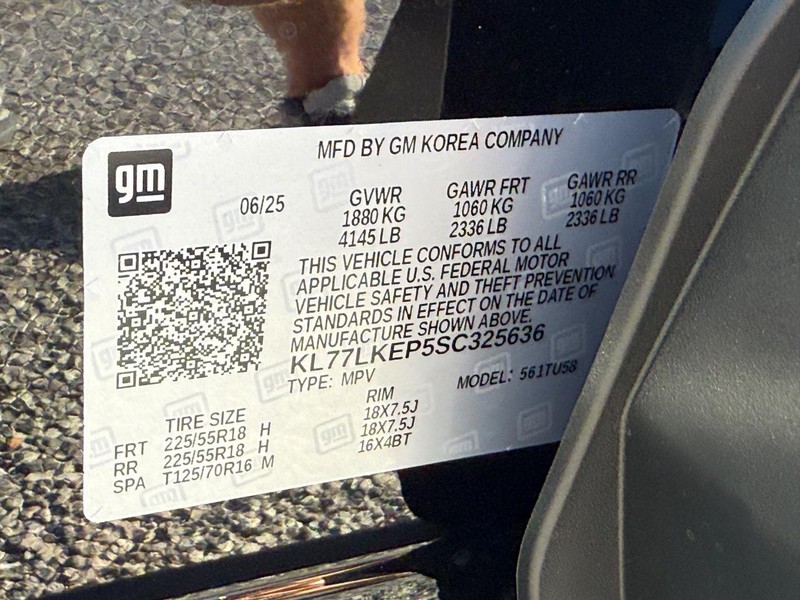 gm
MFD BY GM KOREA COMPANY
06/25
GVWR GAWR FRT GAWR RR
1880 KG 1060 KG 1060 KG
4145 LB 2336 LB 2336 LB
THIS VEHICLE CONFORMS TO ALL
APPLICABLE U.S. FEDERAL MOTOR
VEHICLE SAFETY AND THEFT PREVENTION
STANDARDS IN EFFECT ON THE DATE OF
MANUFACTURE SHOWN ABOVE.
KL77LKEP5SC325636
TYPE: MPV MODEL: 561TU58
TIRE SIZE RIM
FRT 225/55R18 H 18X7.5J
RR 225/55R18 H 18X7.5J
SPA T125/70R16 M 16X4BT